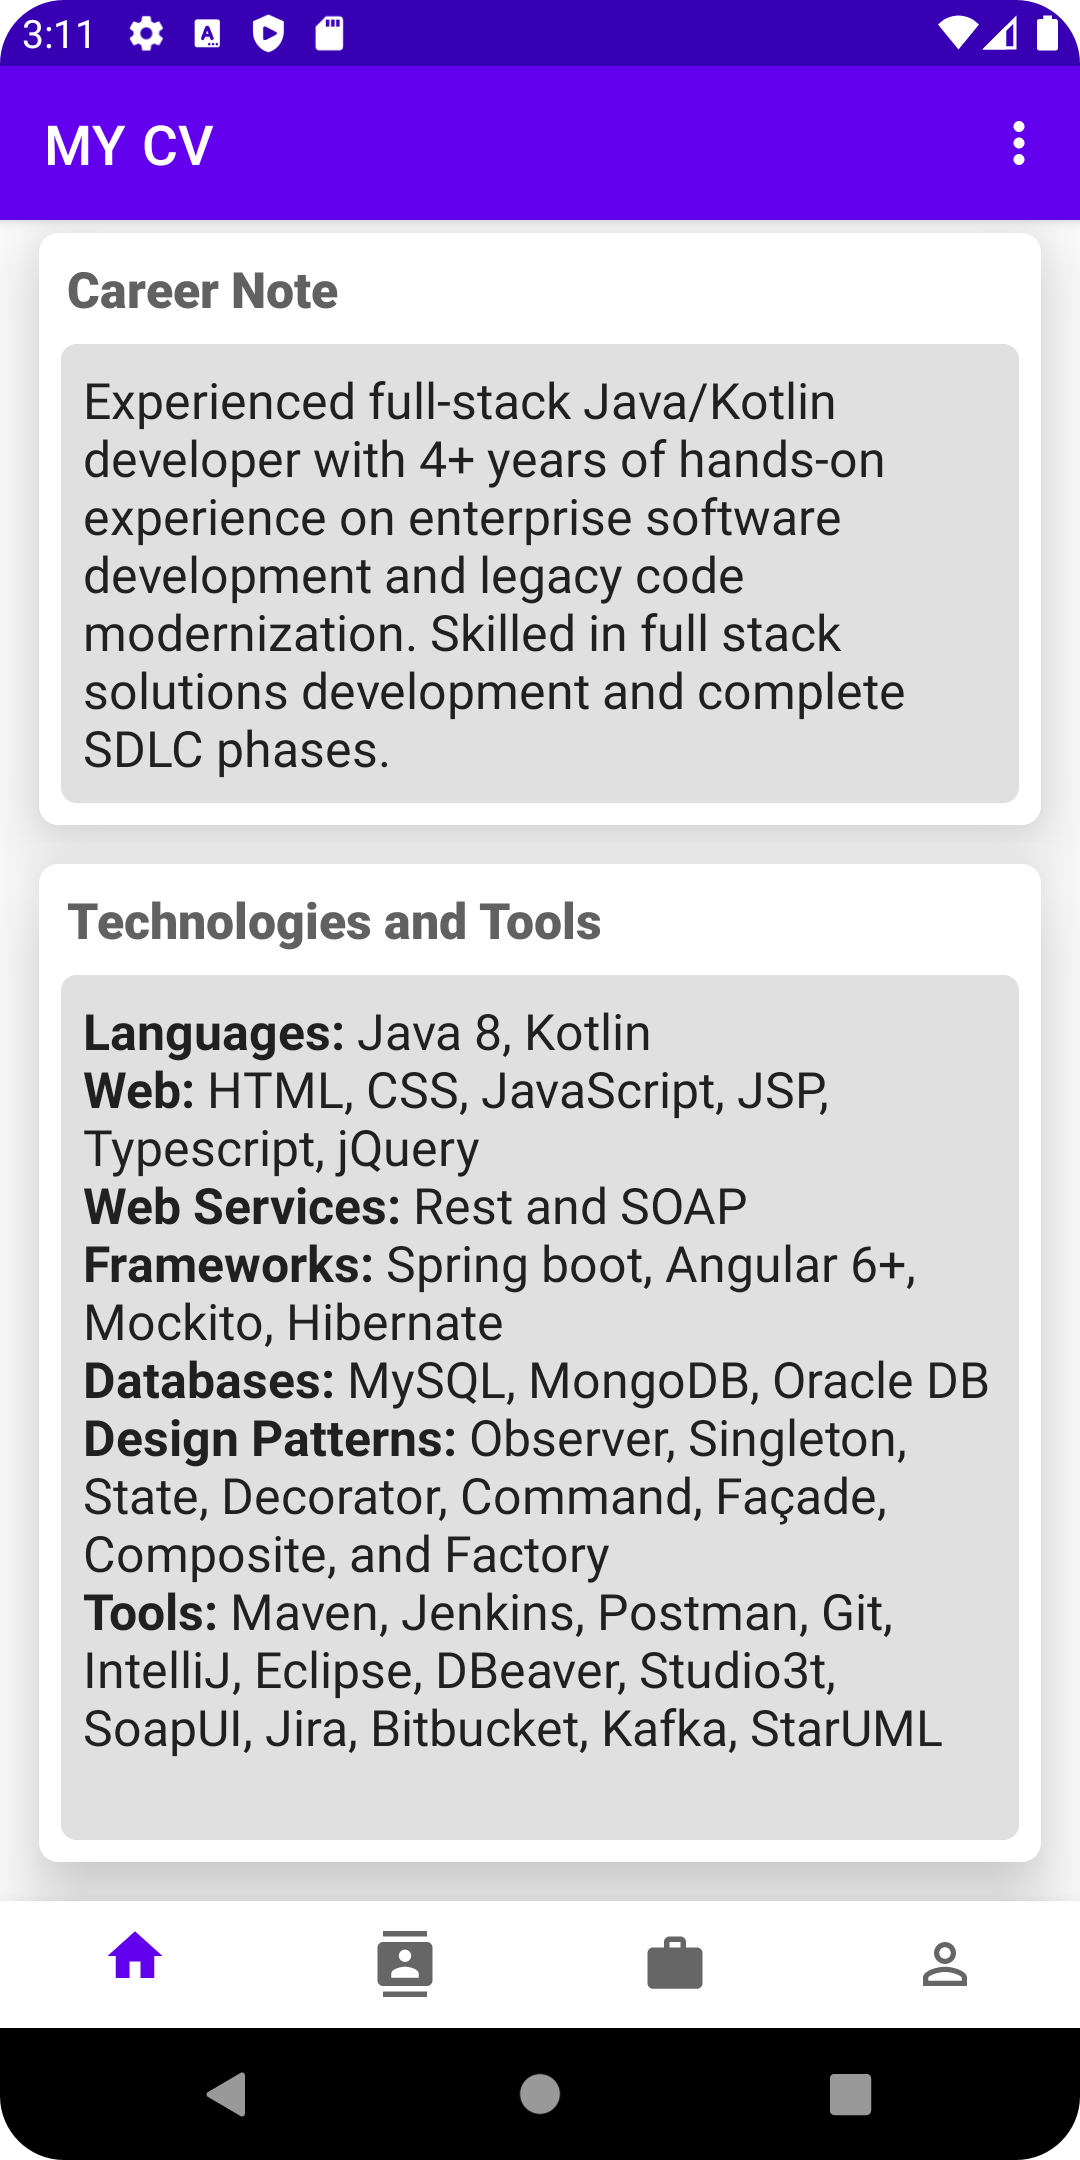 3:11
MY CV
Career Note
Experienced full-stack Java/Kotlin
developer with 4+ years of hands-on
experience on enterprise software
development and legacy code
modernization. Skilled in full stack
solutions development and complete
SDLC phases.
Technologies and Tools
Languages: Java 8, Kotlin
Web: HTML, CSS, JavaScript, JSP,
Typescript, jQuery
Web Services: Rest and SOAP
Frameworks: Spring boot, Angular 6+,
Mockito, Hibernate
Databases: MySQL, MongoDB, Oracle DB
Design Patterns: Observer, Singleton,
State, Decorator, Command, Façade,
Composite, and Factory
Tools: Maven, Jenkins, Postman, Git,
IntelliJ, Eclipse, DBeaver, Studio3t,
SoapUI, Jira, Bitbucket, Kafka, StarUML